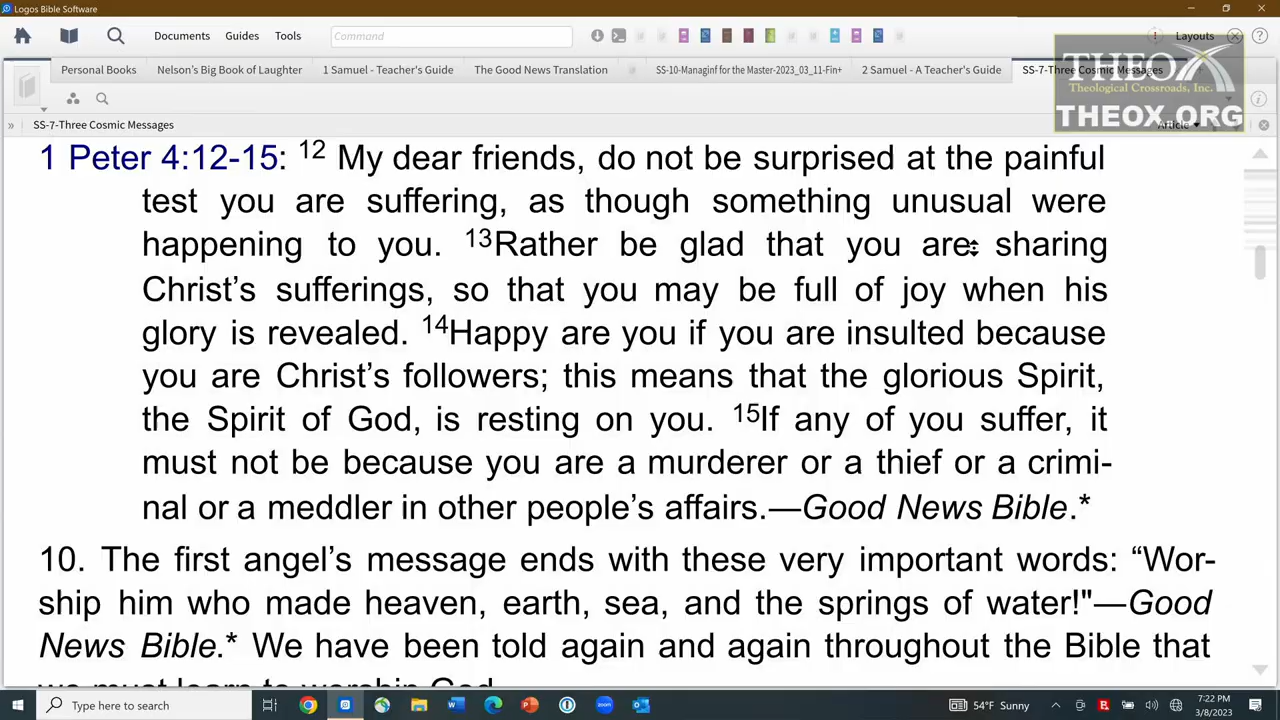 Logos Bible Software
Documents Guides Tools Command Layouts
Personal Books Nelson's Big Book of Laughter The Good News Translation SS-10-Managinf for the Master-2023_03_11-Fin+ 2 Samuel - A Teacher's Guide SS-7-Three Cosmic Messages
THEOX
Theological Crossroads, Inc.
THEOX.ORG
SS-7-Three Cosmic Messages Article
1 Peter 4:12-15: 12 My dear friends, do not be surprised at the painful
test you are suffering, as though something unusual were
happening to you. 13Rather be glad that you are sharing
Christ's sufferings, so that you may be full of joy when his
glory is revealed. 14Happy are you if you are insulted because
you are Christ's followers; this means that the glorious Spirit,
the Spirit of God, is resting on you. 15If any of you suffer, it
must not be because you are a murderer or a thief or a crimi-
nal or a meddler in other people's affairs.—Good News Bible.*
10. The first angel's message ends with these very important words: “Wor-
ship him who made heaven, earth, sea, and the springs of water!"—Good
News Bible.* We have been told again and again throughout the Bible that
we must learn to worship God
Type here to search 54°F Sunny 7:22 PM
3/8/2023